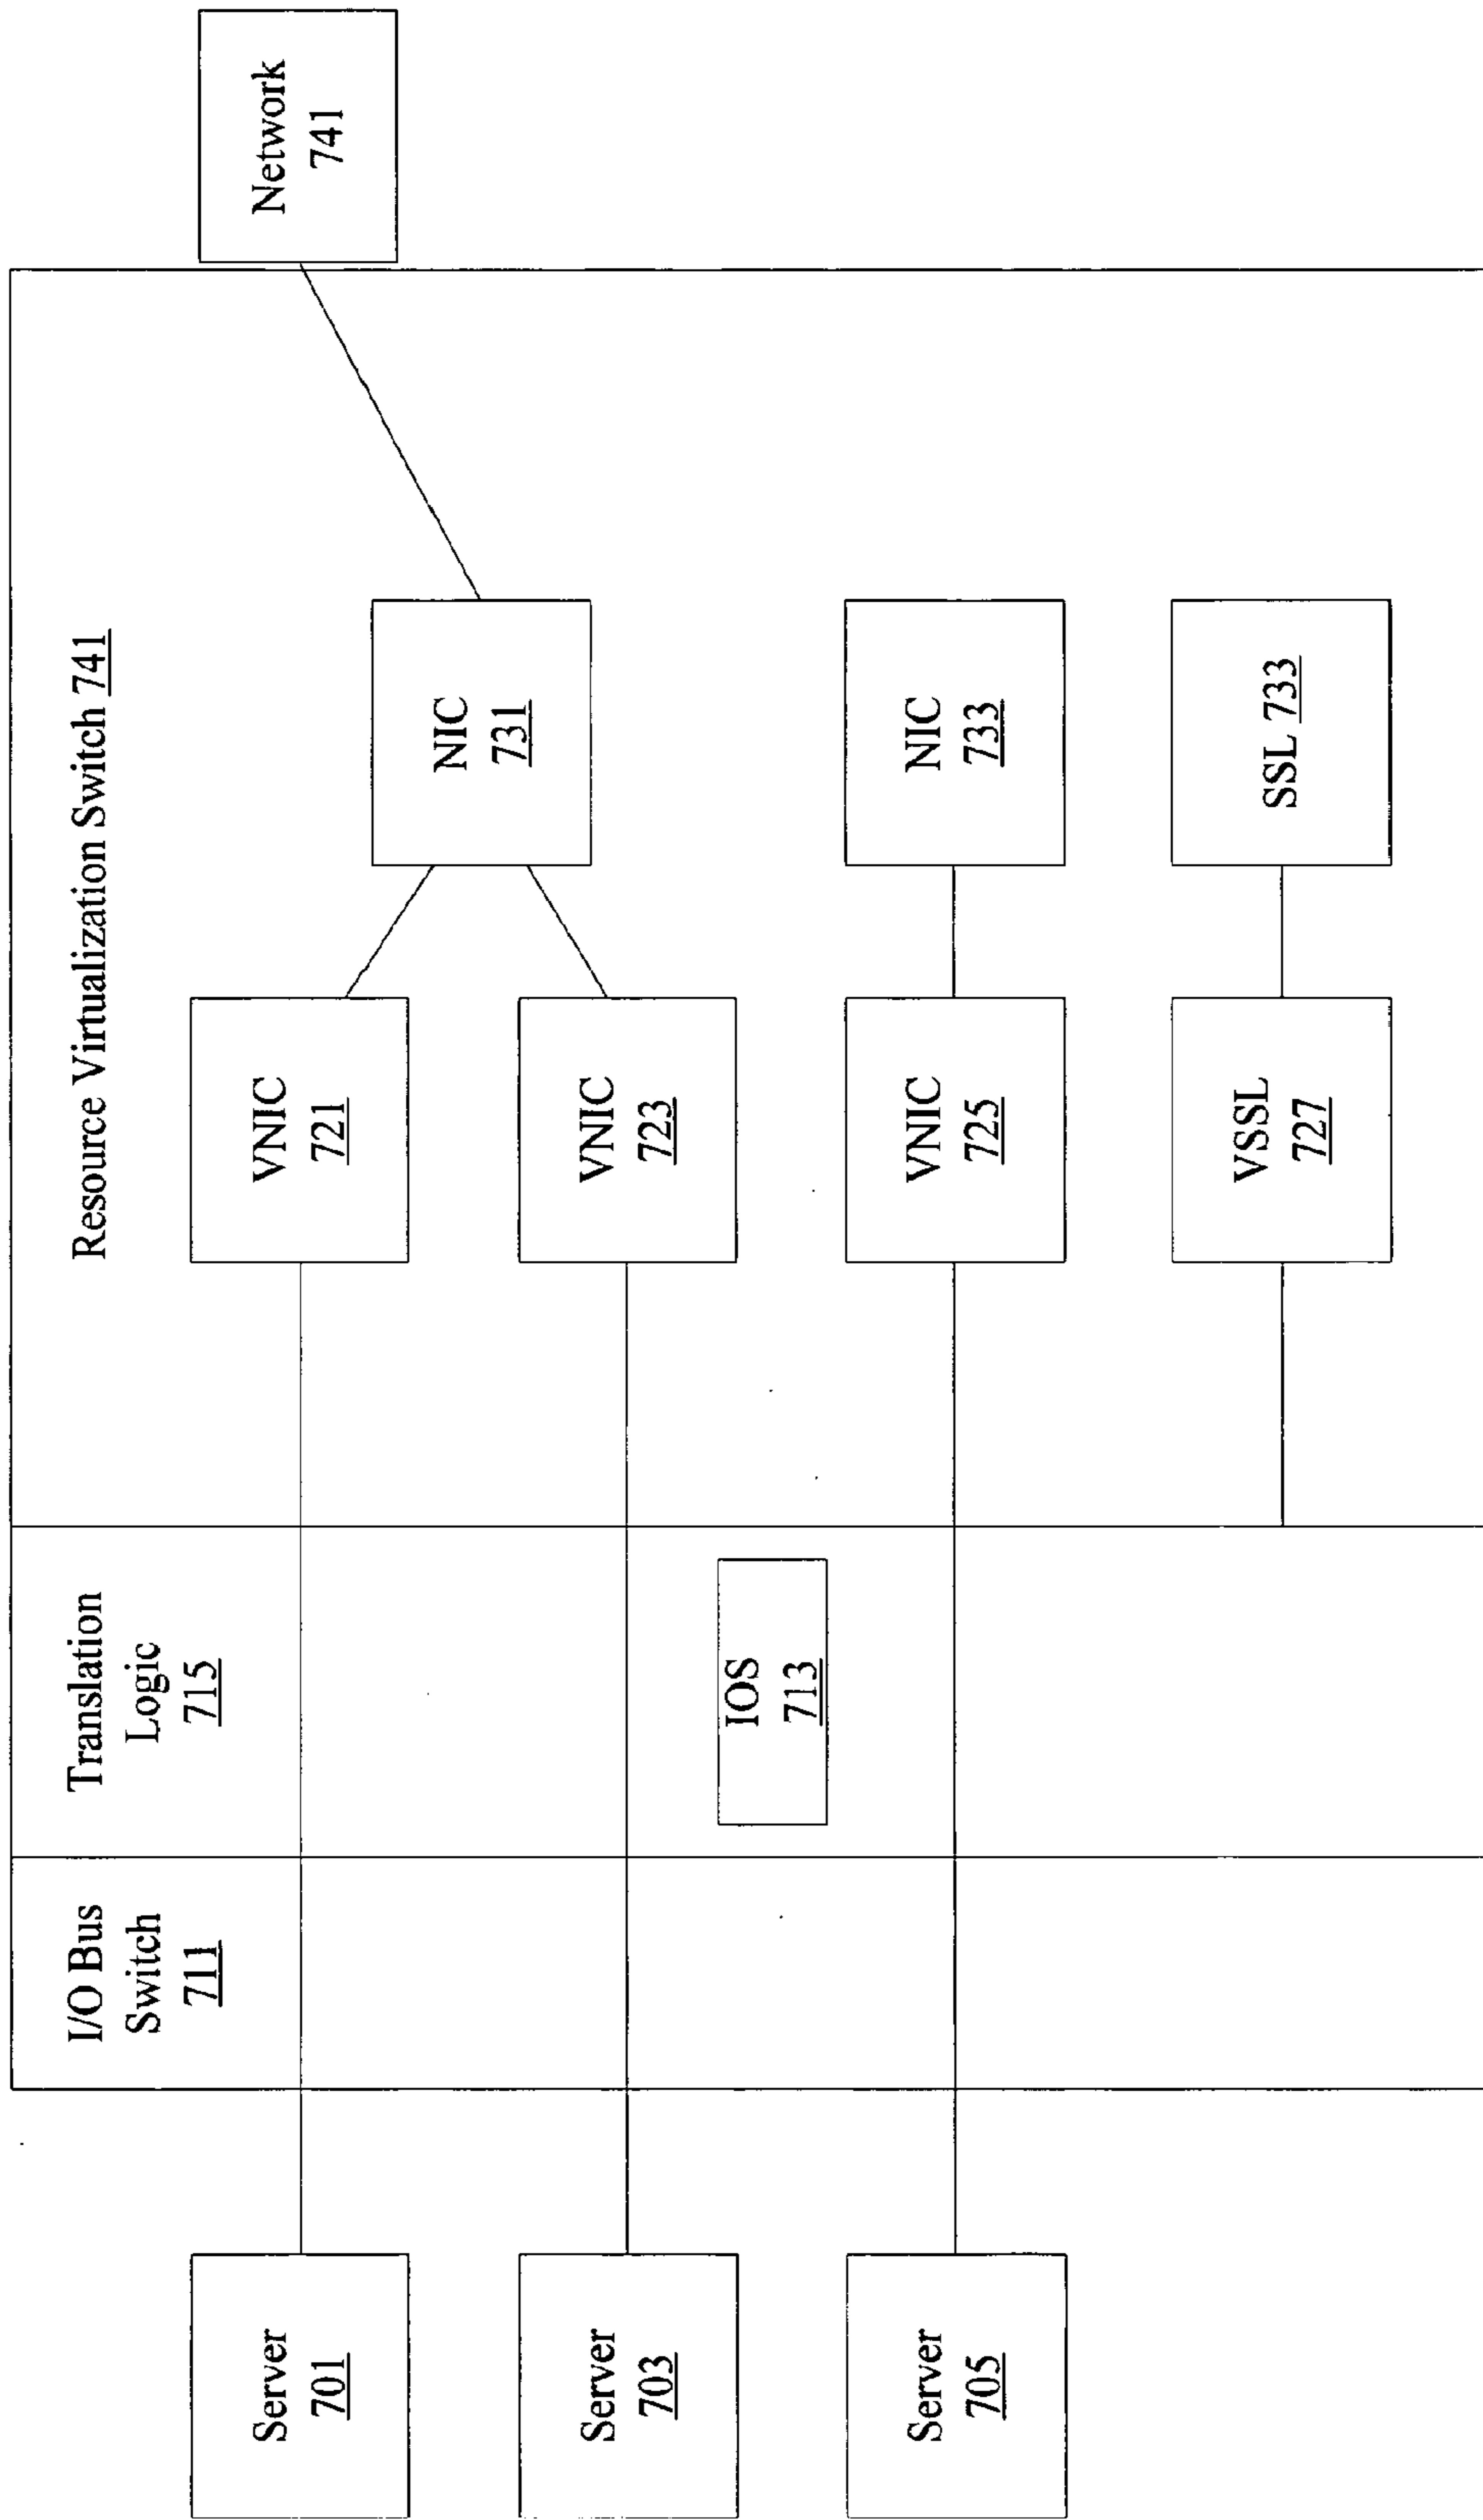 Resource Virtualization Switch 741
I/O Bus
Switch
711
Translation
Logic
715
Network
741
Server
701
VNIC
721
NIC
731
Server
703
IOS
713
VNIC
723
Server
705
VNIC
725
NIC
733
VSSL
727
SSL 733